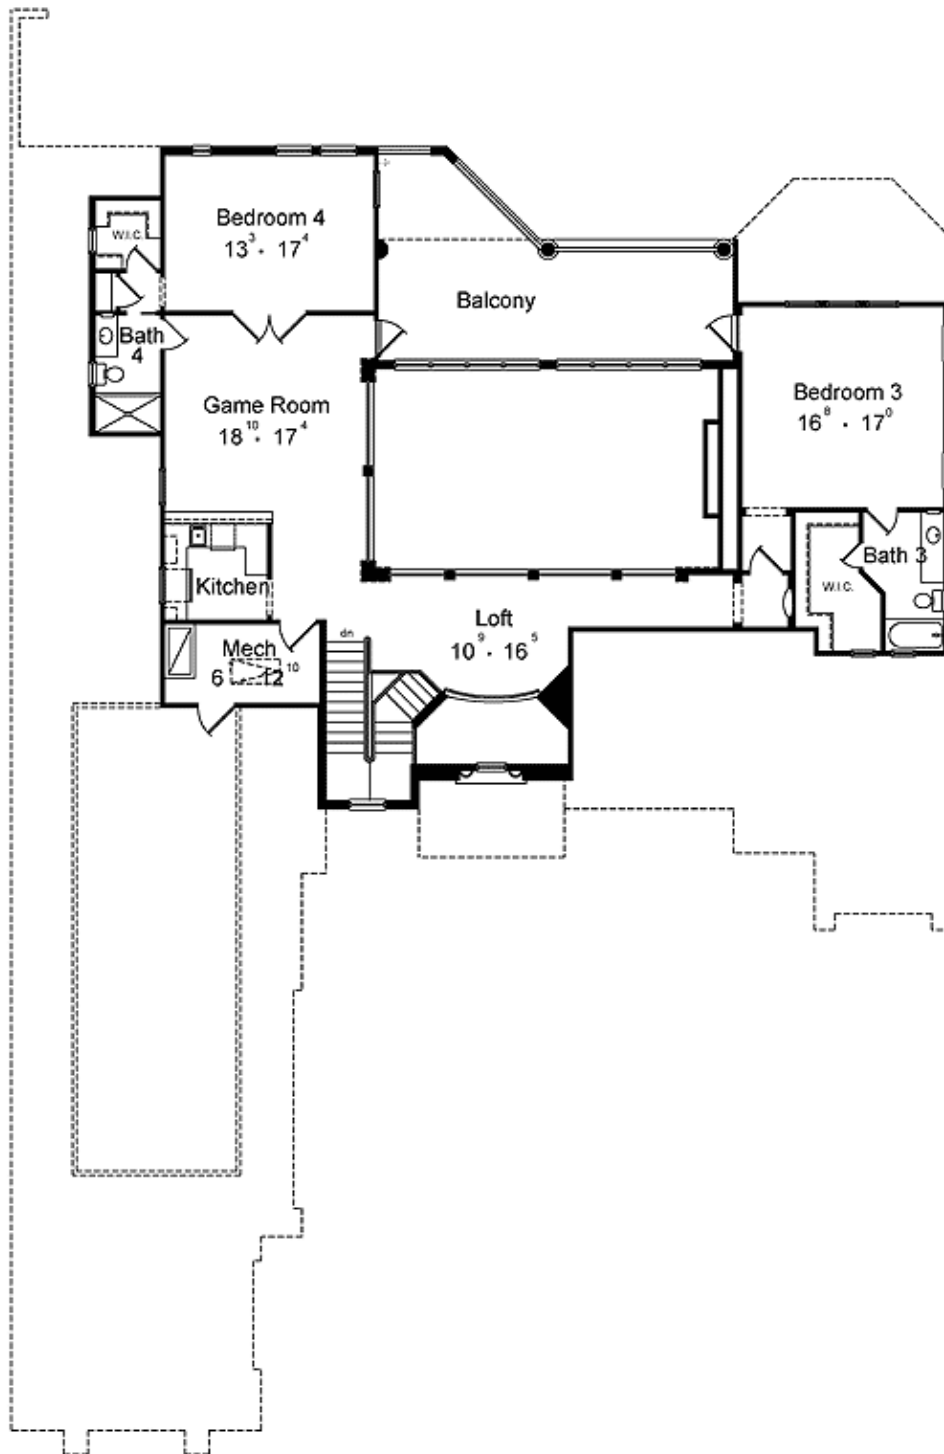 Bedroom 4
13³ · 17⁴
W.I.C.
Balcony
Bath
4
Bedroom 3
16⁸ · 17⁰
Game Room
18¹⁰ · 17⁴
Bath 3
Kitchen
W.I.C.
Loft
10⁹ · 16⁵
dn
Mech
6 · 12¹⁰